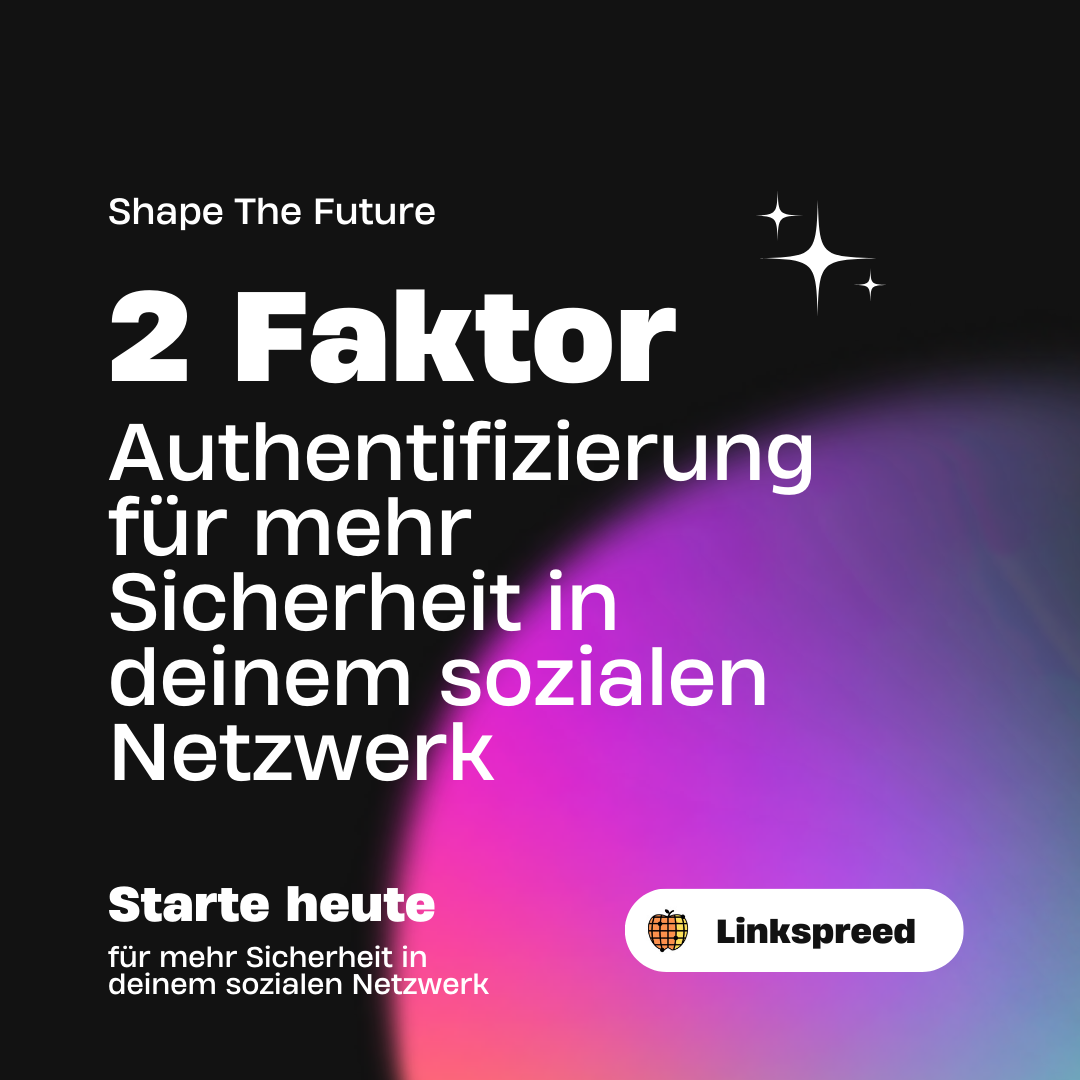 Shape The Future
2 Faktor
Authentifizierung
für mehr
Sicherheit in
deinem sozialen
Netzwerk
Starte heute
für mehr Sicherheit in
deinem sozialen Netzwerk
Linkspreed